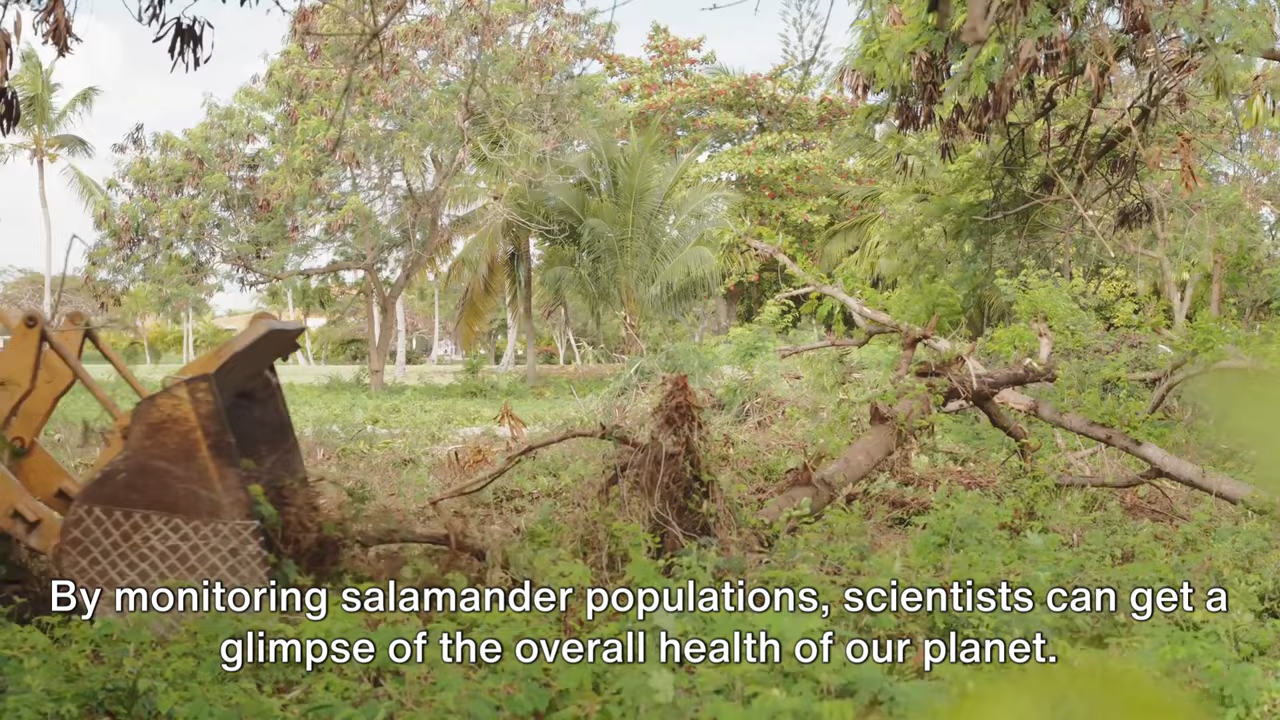 By monitoring salamander populations, scientists can get a
glimpse of the overall health of our planet.